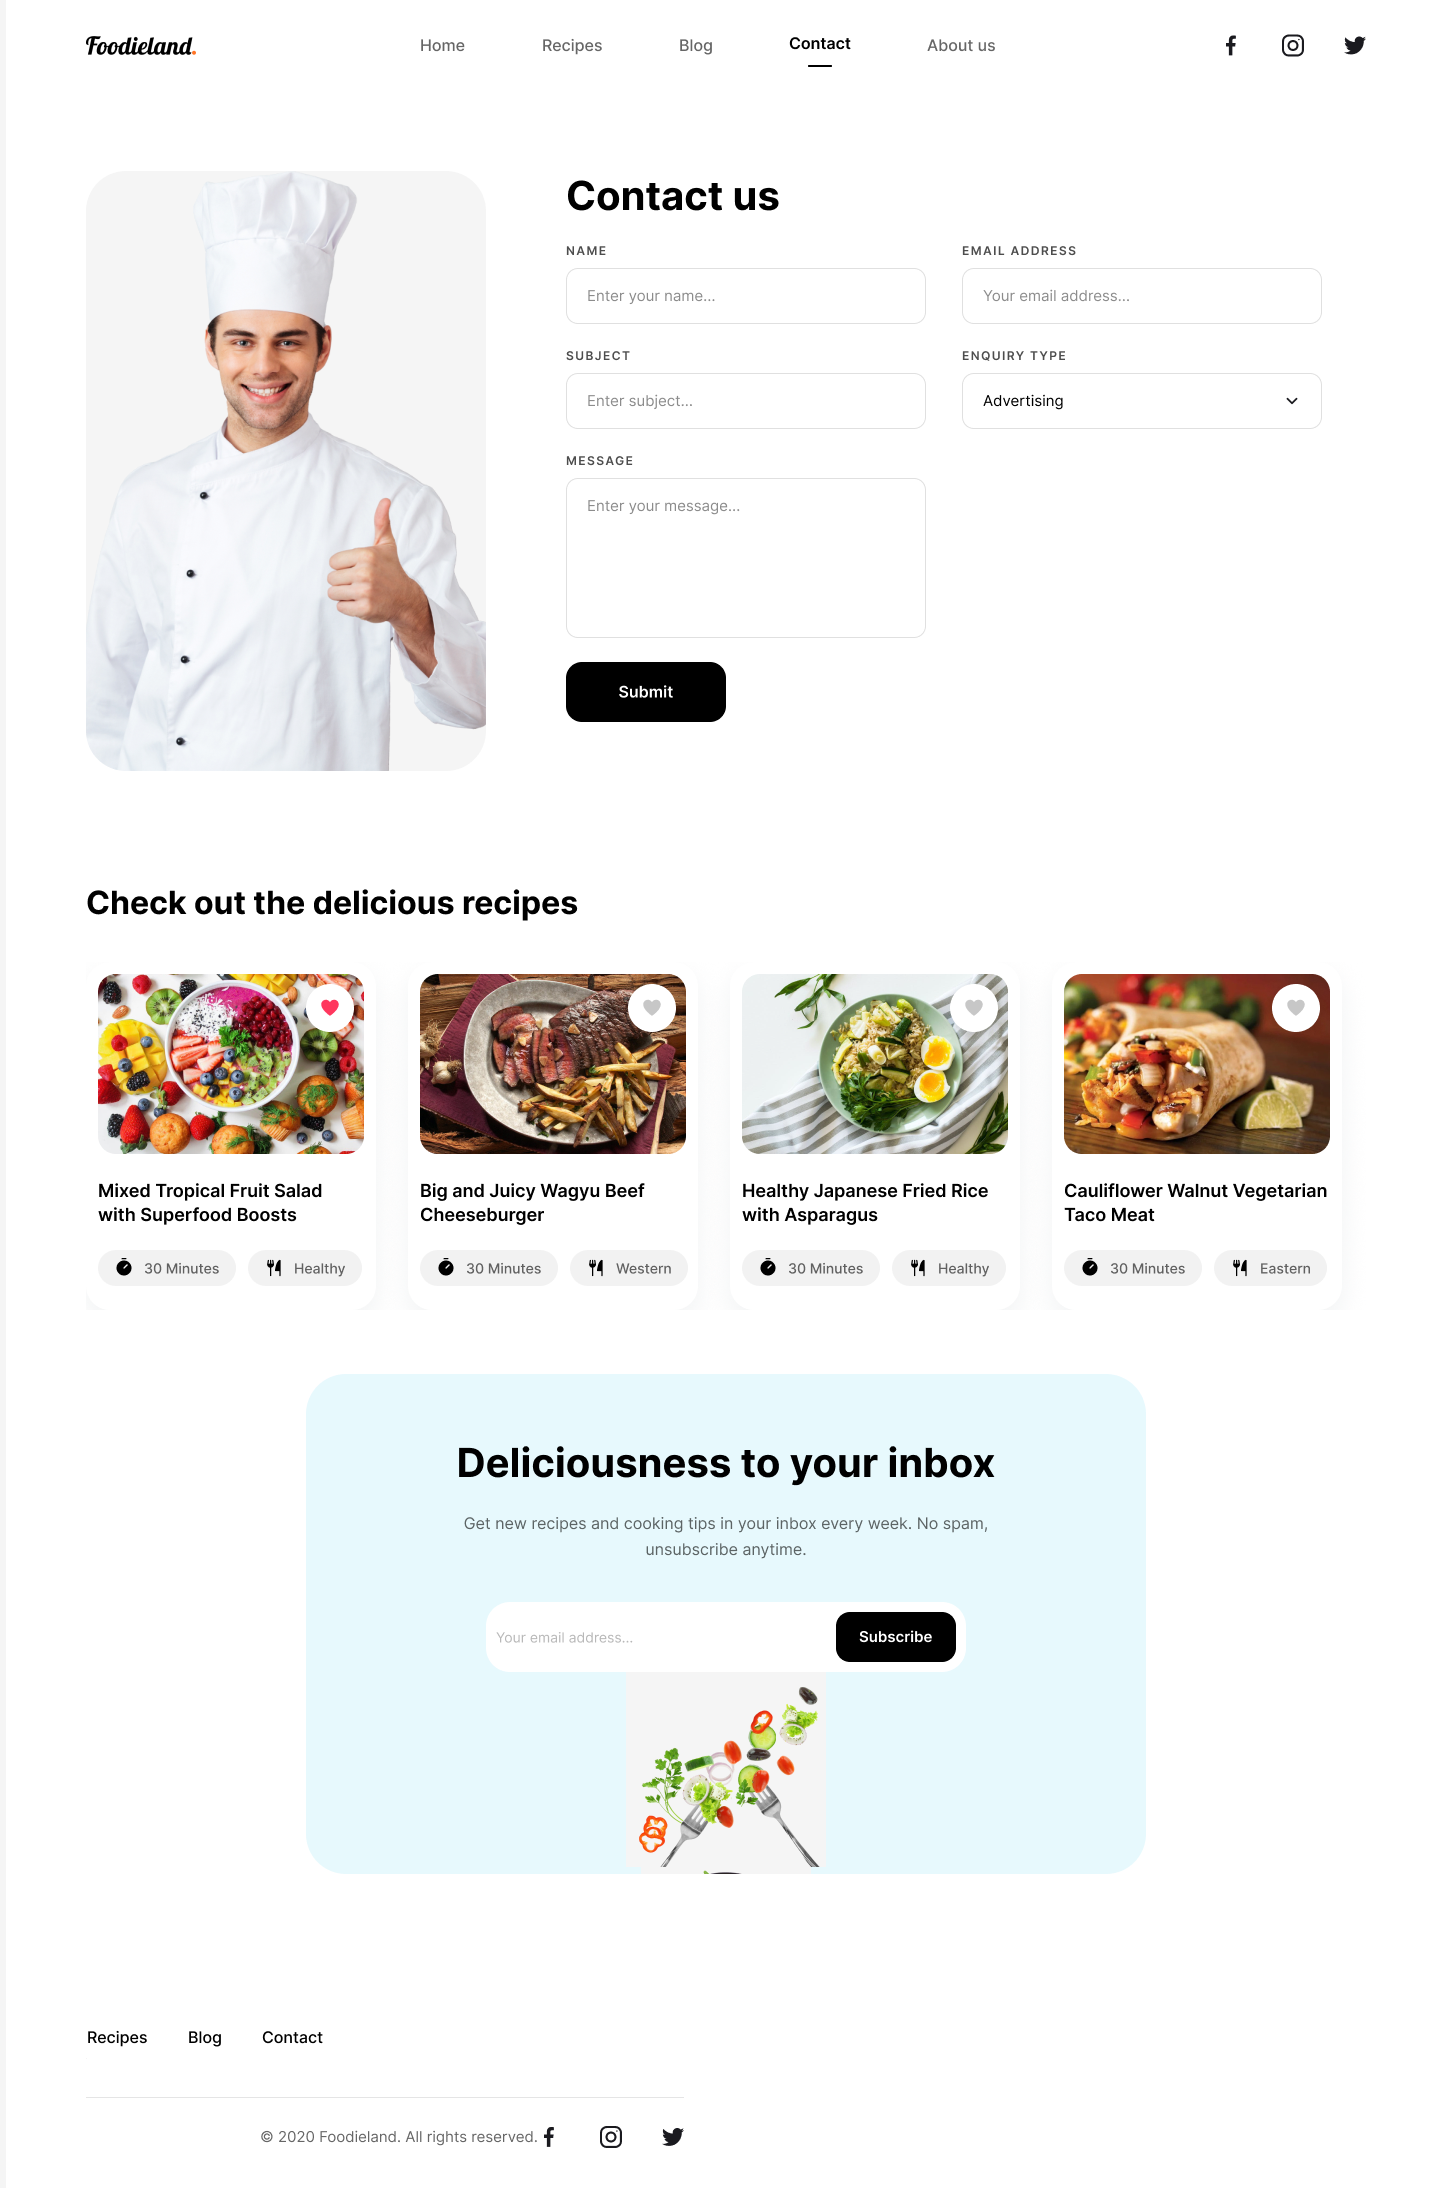 Foodieland.
Home
Recipes
Blog
Contact
About us
Contact us
NAME
EMAIL ADDRESS
Enter your name...
Your email address...
SUBJECT
ENQUIRY TYPE
Enter subject...
Advertising
MESSAGE
Enter your message...
Submit
Check out the delicious recipes
Mixed Tropical Fruit Salad
with Superfood Boosts
30 Minutes
Healthy
Big and Juicy Wagyu Beef
Cheeseburger
30 Minutes
Western
Healthy Japanese Fried Rice
with Asparagus
30 Minutes
Healthy
Cauliflower Walnut Vegetarian
Taco Meat
30 Minutes
Eastern
Deliciousness to your inbox
Get new recipes and cooking tips in your inbox every week. No spam,
unsubscribe anytime.
Your email address...
Subscribe
Recipes
Blog
Contact
© 2020 Foodieland. All rights reserved.